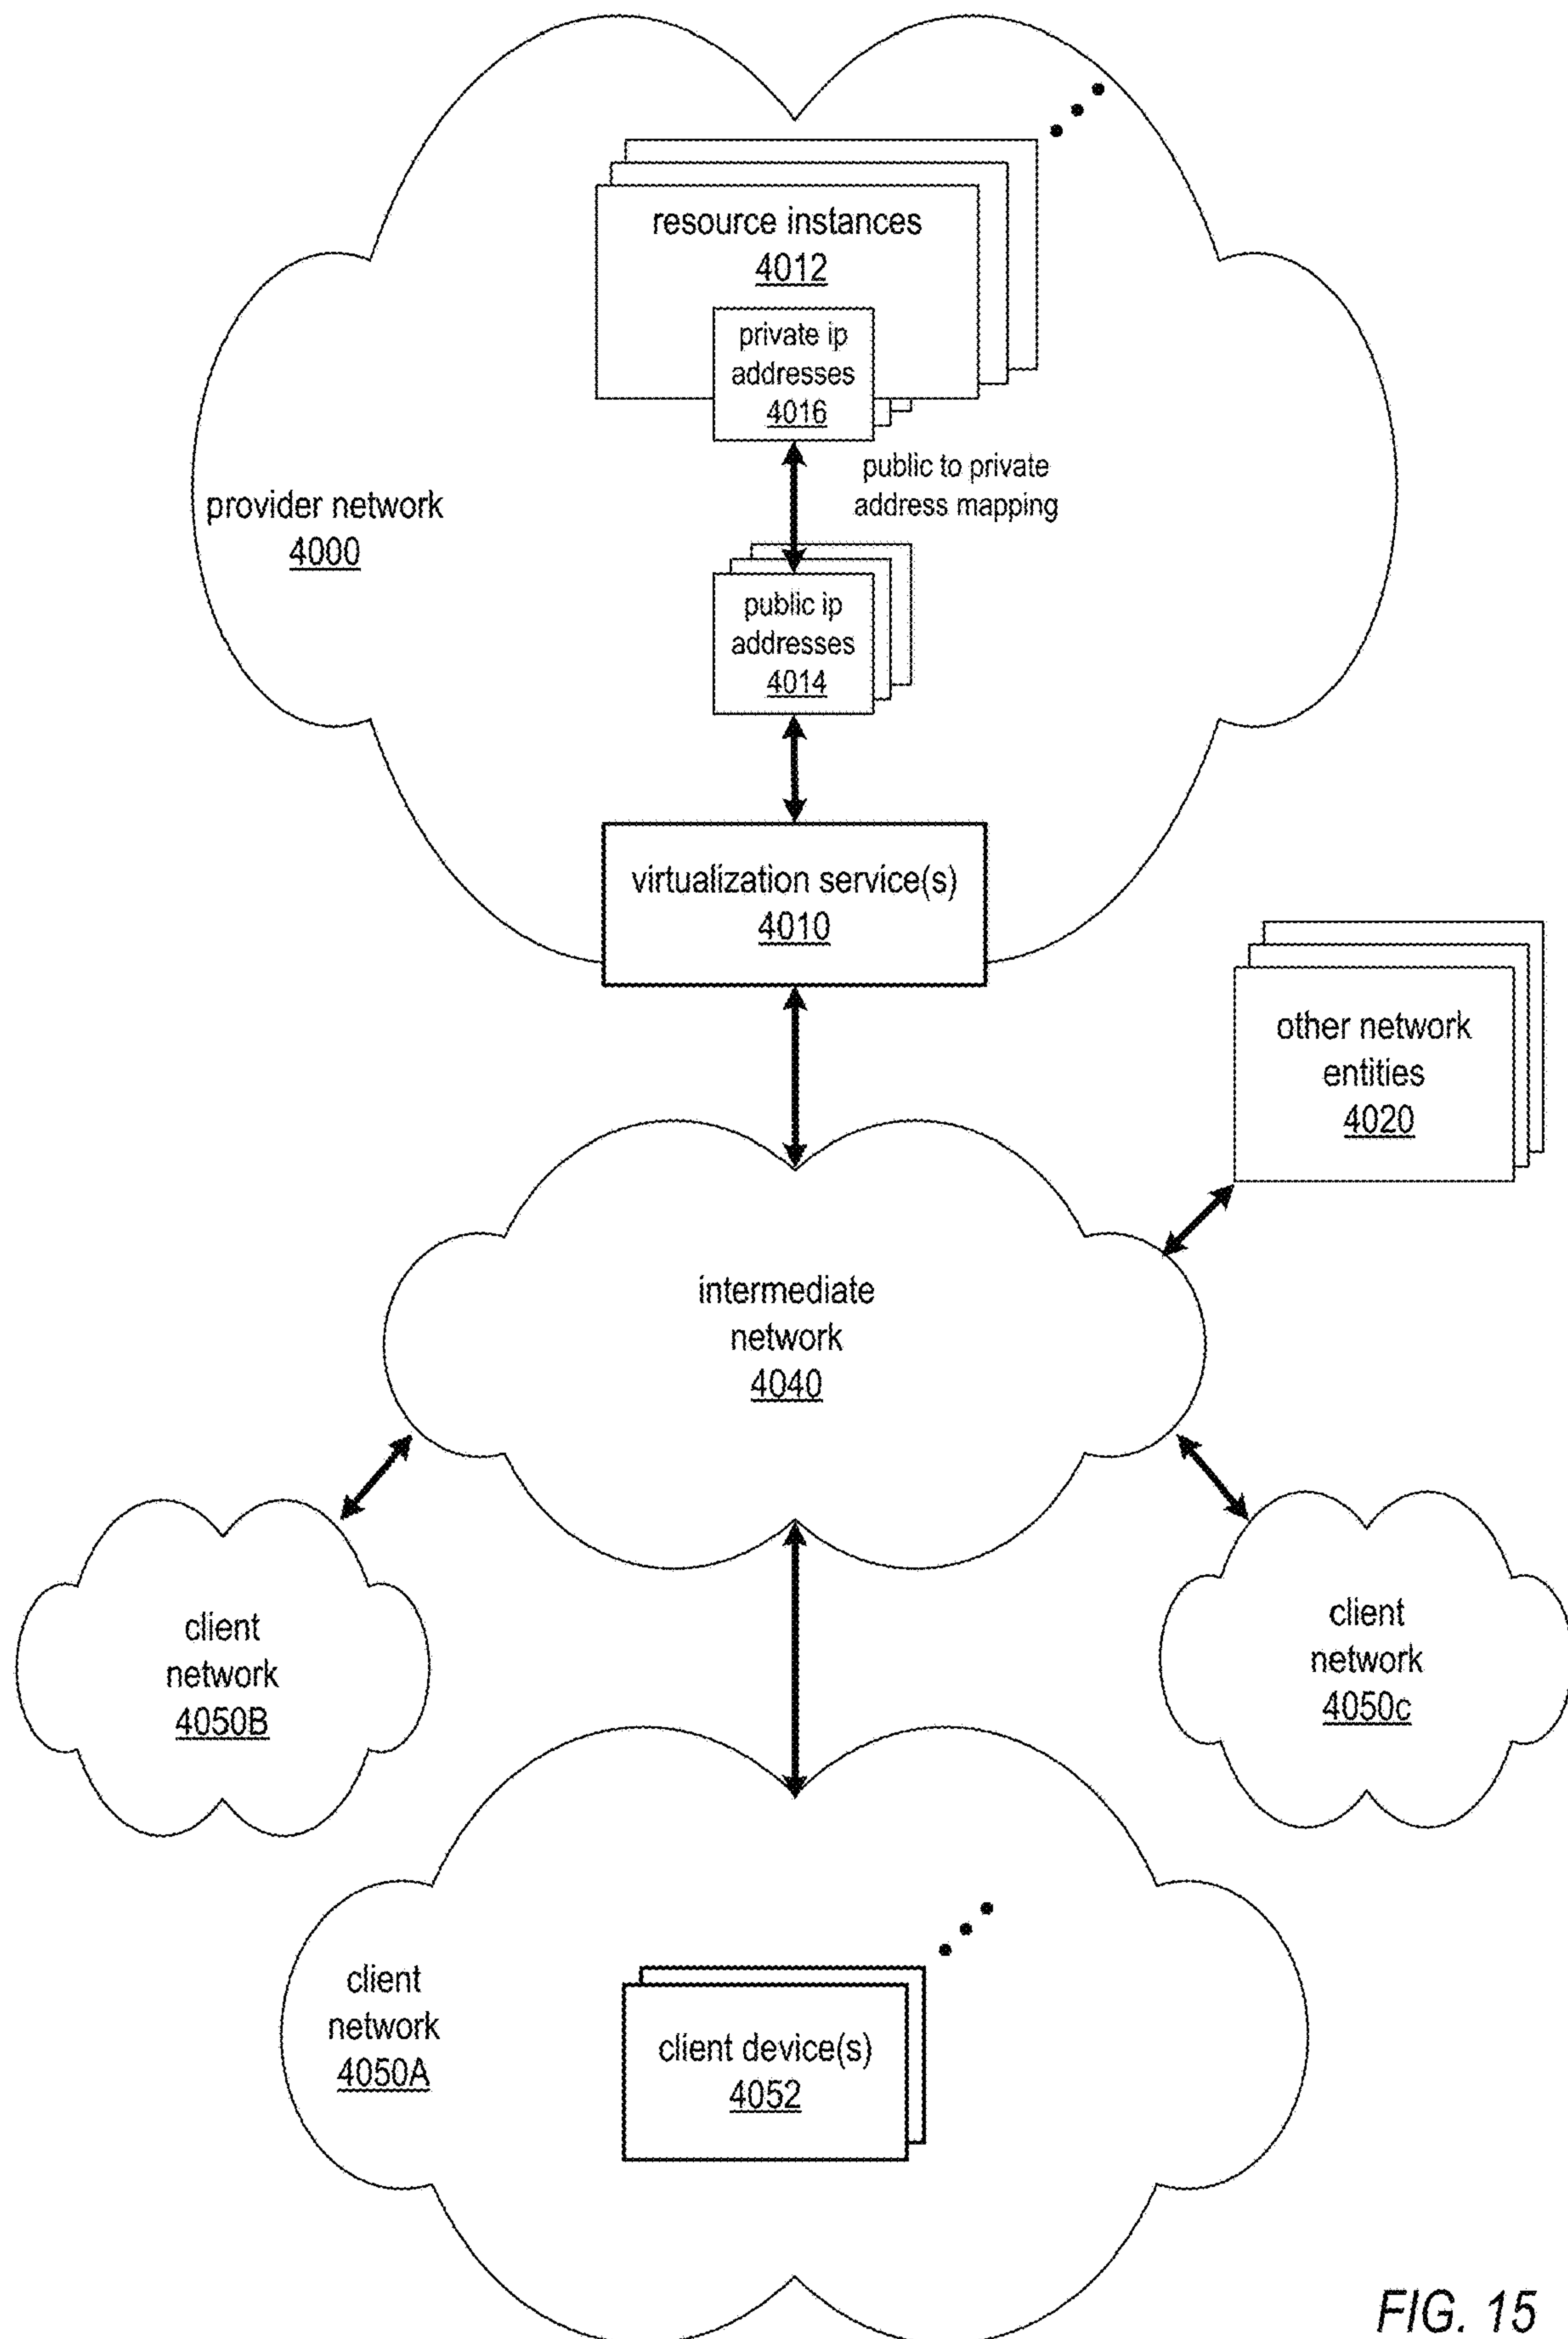 resource instances
4012
private ip
addresses
4016
public to private
address mapping
provider network
4000
public ip
addresses
4014
virtualization service(s)
4010
other network
entities
4020
intermediate
network
4040
client
network
4050B
client
network
4050c
client
network
4050A
client device(s)
4052
FIG. 15